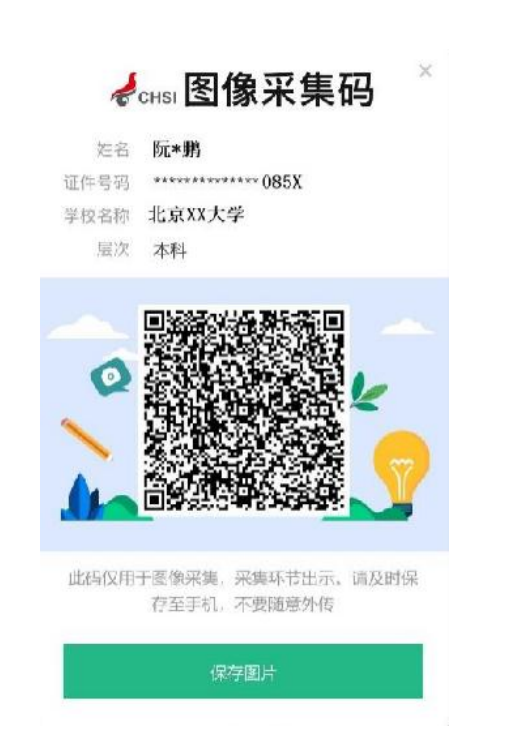 CHSI 图像采集码
×
姓名 阮*鹏
证件号码 **************085X
学校名称 北京XX大学
层次 本科
此码仅用于图像采集，采集环节出示。请及时保
存至手机，不要随意外传
保存图片